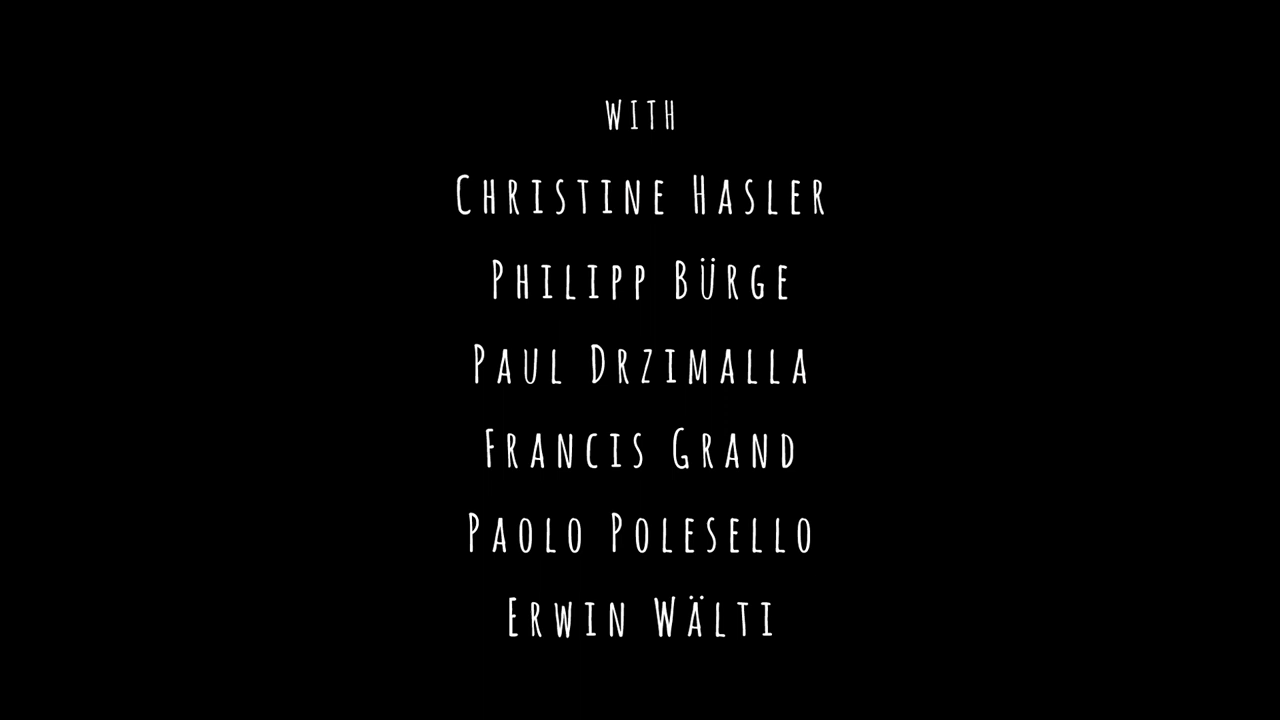 WITH
CHRISTINE HASLER
PHILIPP BÜRGE
PAUL DRZIMALLA
FRANCIS GRAND
PAOLO POLESELLO
ERWIN WÄLTI